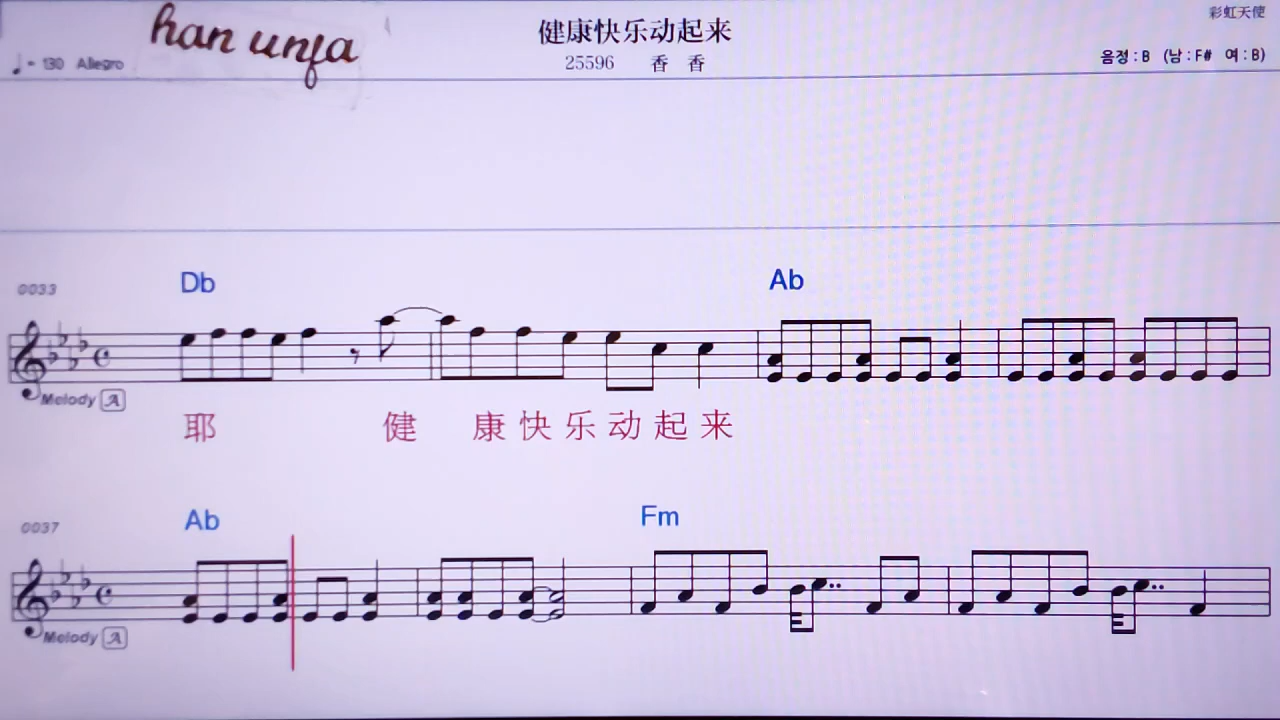 han unja
健康快乐动起来
彩虹天使
♩= 130 Allegro
25596 香 香
음정 : B (남 : F# 여 : B)
0033
Db
Ab
Melody A
耶 健 康 快 乐 动 起 来
0037
Ab
Fm
Melody A